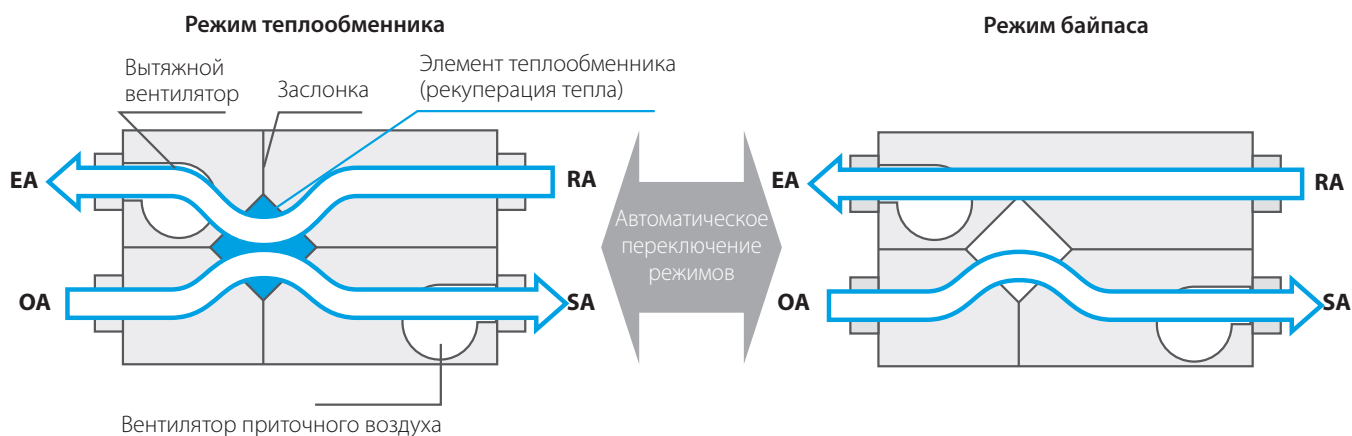 Режим теплообменника
Режим байпаса
Вытяжной
вентилятор
Заслонка
Элемент теплообменника
(рекуперация тепла)
EA
RA
OA
SA
Автоматическое
переключение
режимов
EA
RA
OA
SA
Вентилятор приточного воздуха